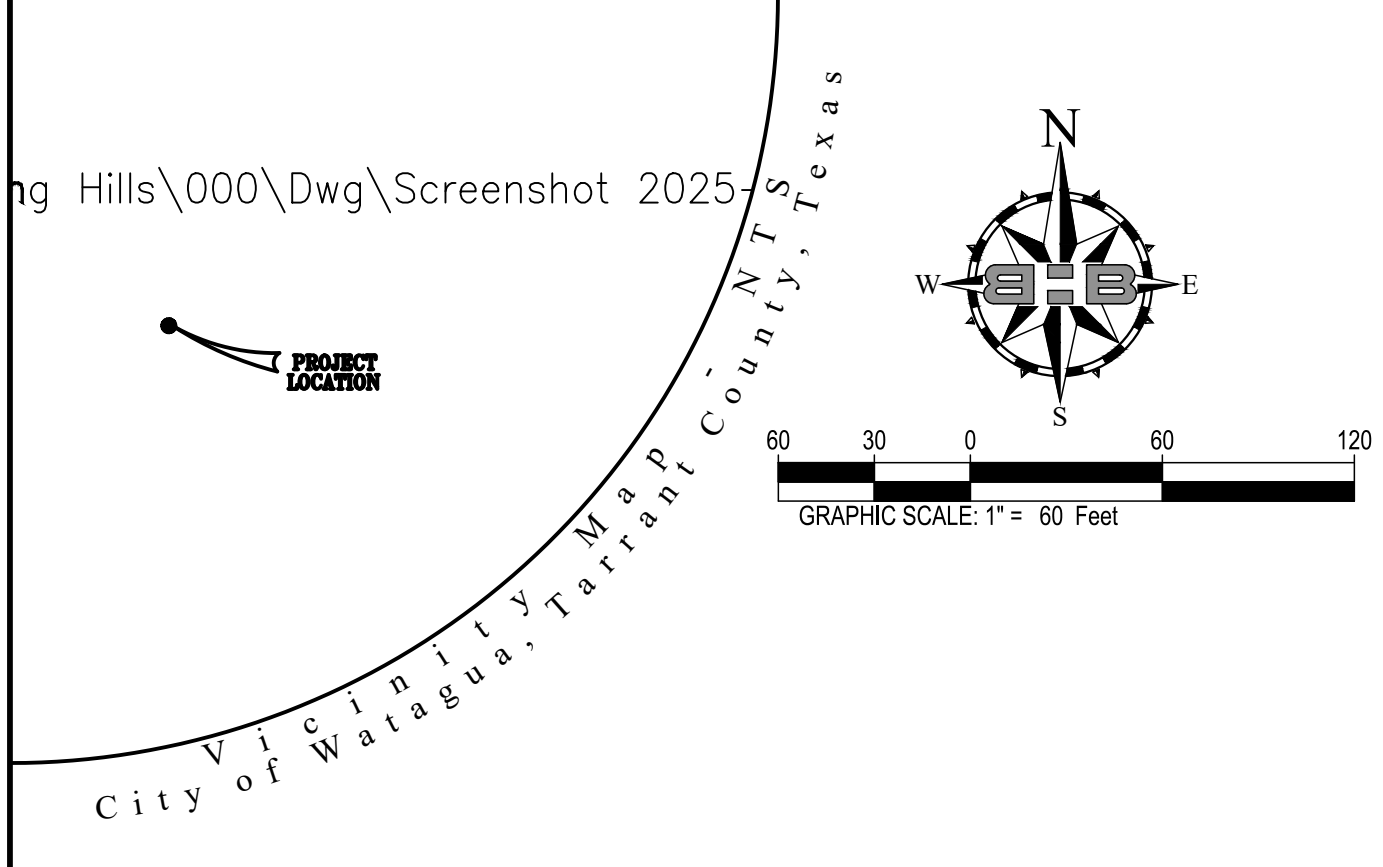 ng Hills\000\Dwg\Screenshot 2025-
PROJECT
LOCATION
Vicinity Map - NTS
City of Watagua, Tarrant County, Texas
N
W
E
S
60 30 0 60 120
GRAPHIC SCALE: 1" = 60 Feet